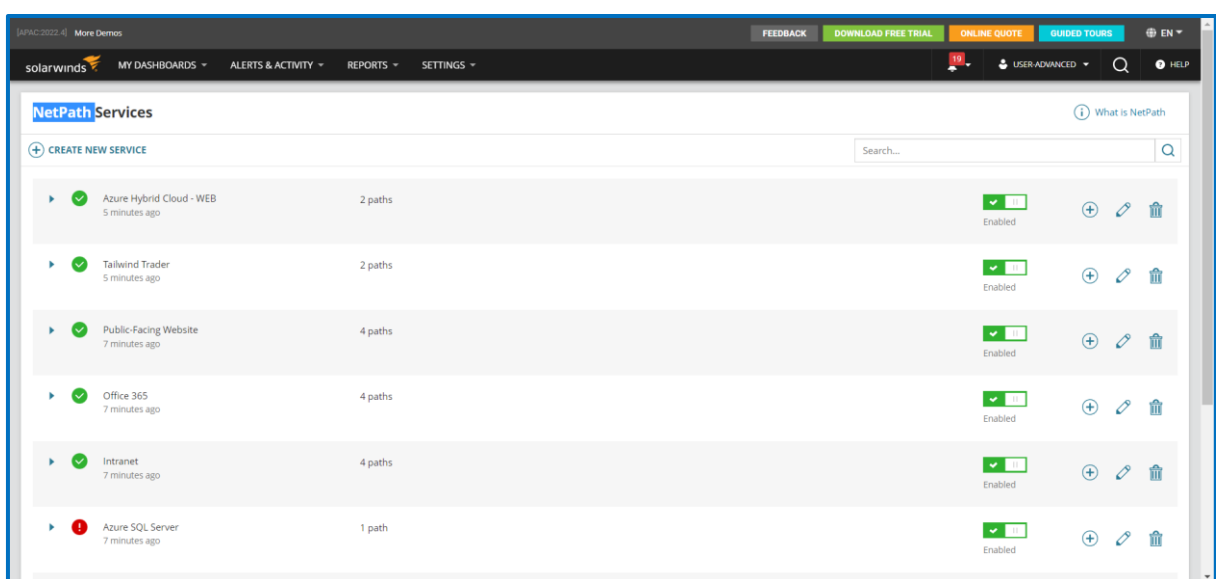 [APAC:2022.4] More Demos FEEDBACK DOWNLOAD FREE TRIAL ONLINE QUOTE GUIDED TOURS EN
solarwinds MY DASHBOARDS ALERTS & ACTIVITY REPORTS SETTINGS 19 USER-ADVANCED HELP
NetPath Services What is NetPath
CREATE NEW SERVICE Search...
Azure Hybrid Cloud - WEB 2 paths
5 minutes ago
Enabled
Tailwind Trader 2 paths
5 minutes ago
Enabled
Public-Facing Website 4 paths
7 minutes ago
Enabled
Office 365 4 paths
7 minutes ago
Enabled
Intranet 4 paths
7 minutes ago
Enabled
Azure SQL Server 1 path
7 minutes ago
Enabled